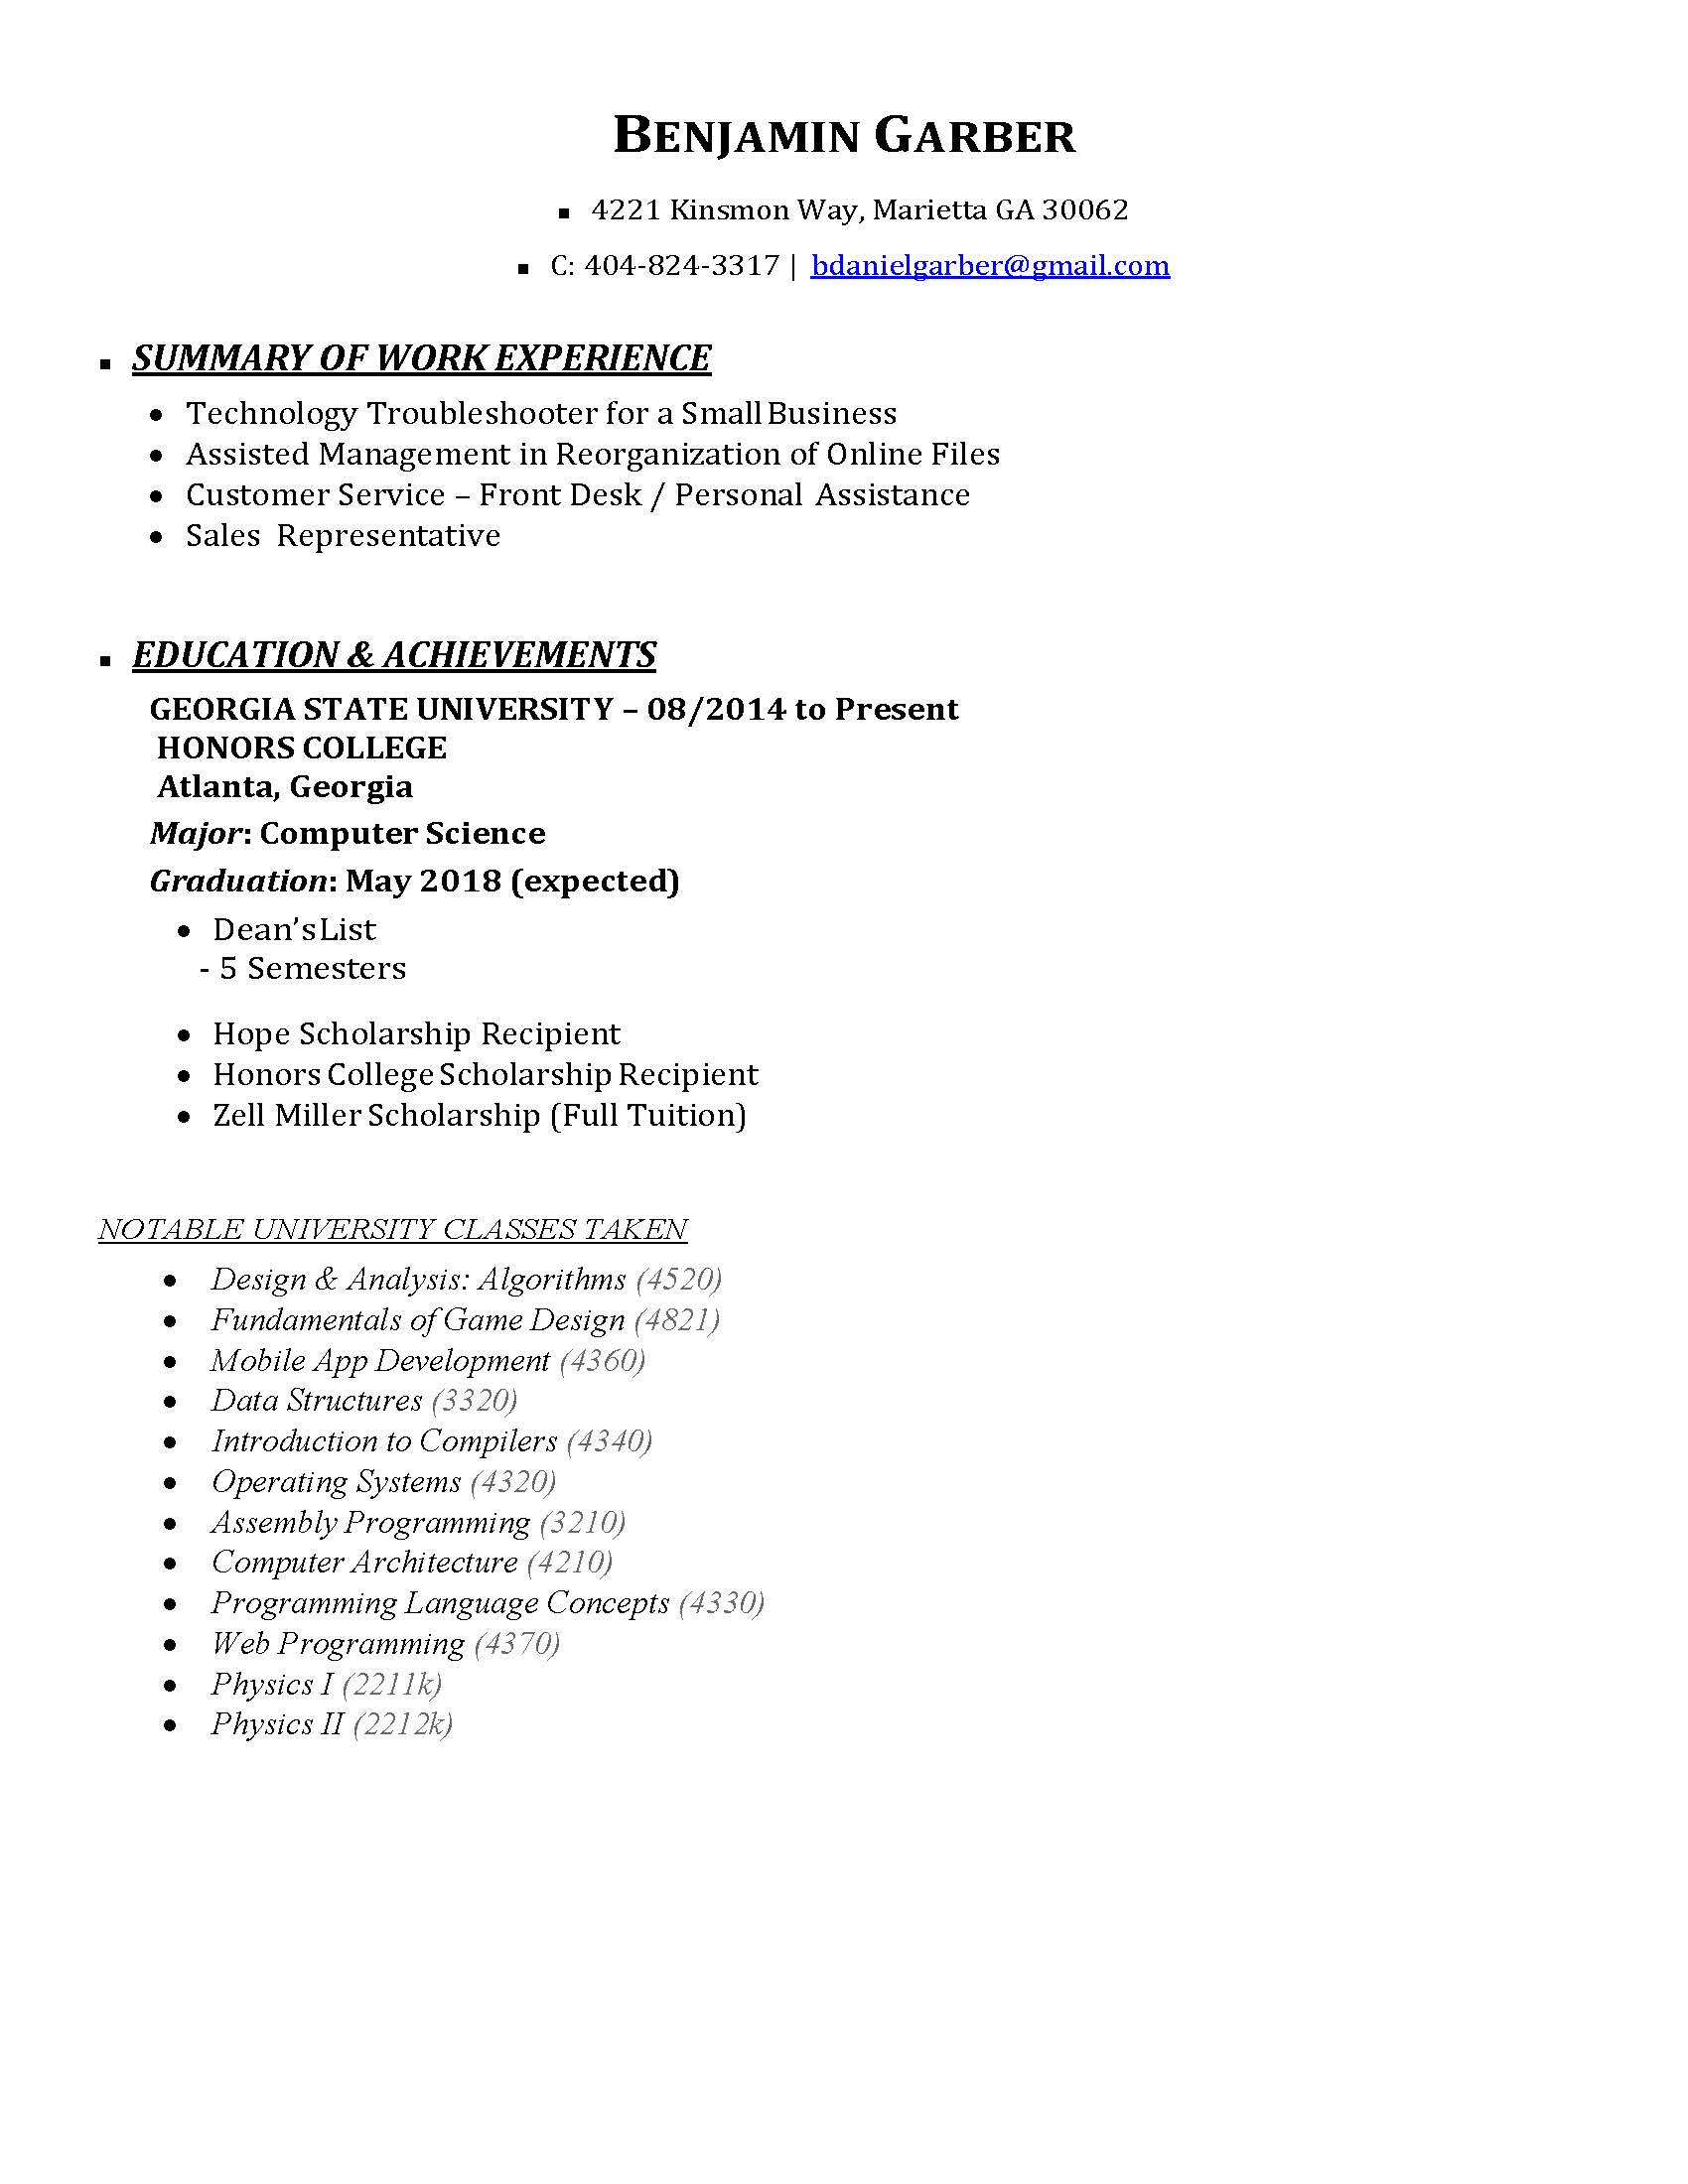 BENJAMIN GARBER
▪ 4221 Kinsmon Way, Marietta GA 30062
▪ C: 404-824-3317 | bdanielgarber@gmail.com
▪ SUMMARY OF WORK EXPERIENCE
• Technology Troubleshooter for a Small Business
• Assisted Management in Reorganization of Online Files
• Customer Service – Front Desk / Personal Assistance
• Sales Representative
▪ EDUCATION & ACHIEVEMENTS
GEORGIA STATE UNIVERSITY – 08/2014 to Present
HONORS COLLEGE
Atlanta, Georgia
Major: Computer Science
Graduation: May 2018 (expected)
• Dean’s List
- 5 Semesters
• Hope Scholarship Recipient
• Honors College Scholarship Recipient
• Zell Miller Scholarship (Full Tuition)
NOTABLE UNIVERSITY CLASSES TAKEN
• Design & Analysis: Algorithms (4520)
• Fundamentals of Game Design (4821)
• Mobile App Development (4360)
• Data Structures (3320)
• Introduction to Compilers (4340)
• Operating Systems (4320)
• Assembly Programming (3210)
• Computer Architecture (4210)
• Programming Language Concepts (4330)
• Web Programming (4370)
• Physics I (2211k)
• Physics II (2212k)